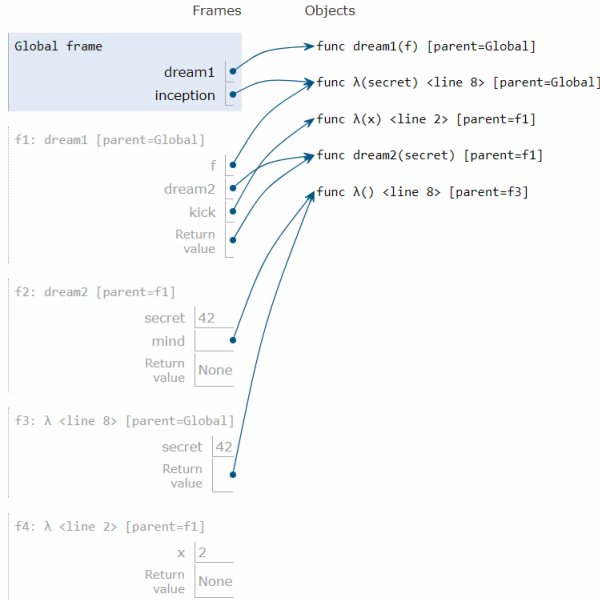 Frames Objects
Global frame
dream1
inception
func dream1(f) [parent=Global]
func λ(secret) <line 8> [parent=Global]
func λ(x) <line 2> [parent=f1]
func dream2(secret) [parent=f1]
func λ() <line 8> [parent=f3]
f1: dream1 [parent=Global]
f
dream2
kick
Return
value
f2: dream2 [parent=f1]
secret 42
mind
Return
value None
f3: λ <line 8> [parent=Global]
secret 42
Return
value
f4: λ <line 2> [parent=f1]
x 2
Return
value None